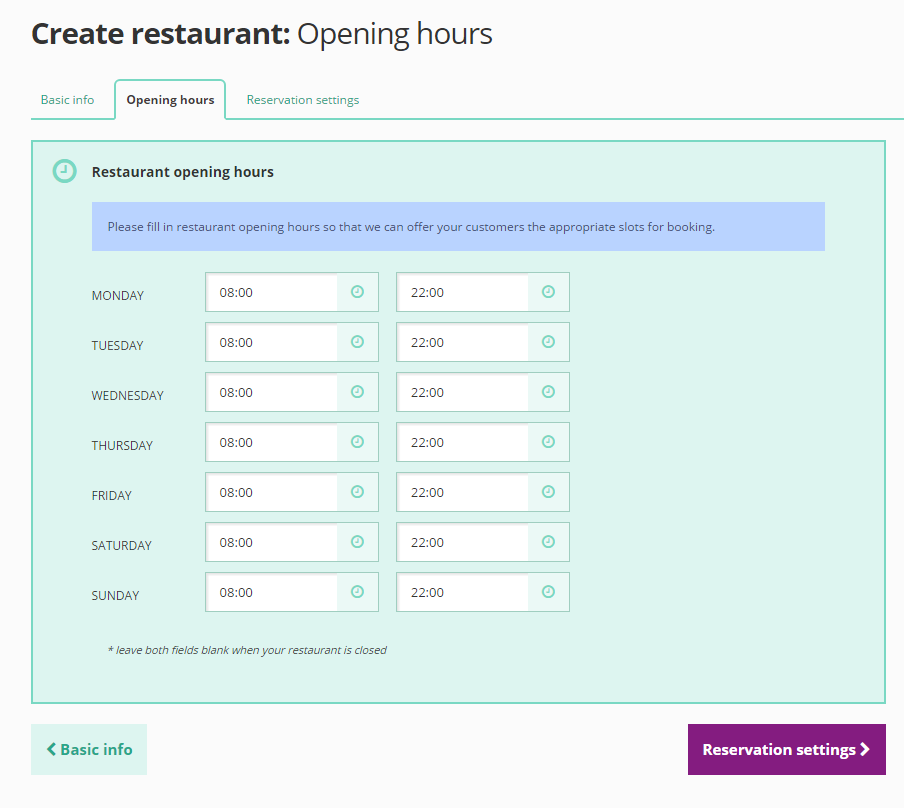 Create restaurant: Opening hours
Basic info Opening hours Reservation settings
Restaurant opening hours
Please fill in restaurant opening hours so that we can offer your customers the appropriate slots for booking.
MONDAY 08:00 22:00
TUESDAY 08:00 22:00
WEDNESDAY 08:00 22:00
THURSDAY 08:00 22:00
FRIDAY 08:00 22:00
SATURDAY 08:00 22:00
SUNDAY 08:00 22:00
* leave both fields blank when your restaurant is closed
Basic info Reservation settings